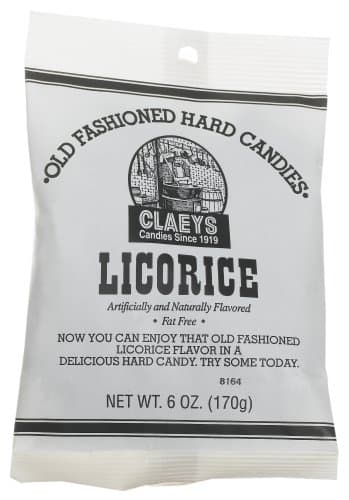 •OLD FASHIONED HARD CANDIES•
CLAEYS
Candies Since 1919
LICORICE
Artificially and Naturally Flavored
• Fat Free •
NOW YOU CAN ENJOY THAT OLD FASHIONED
LICORICE FLAVOR IN A
DELICIOUS HARD CANDY. TRY SOME TODAY.
8164
NET WT. 6 OZ. (170g)